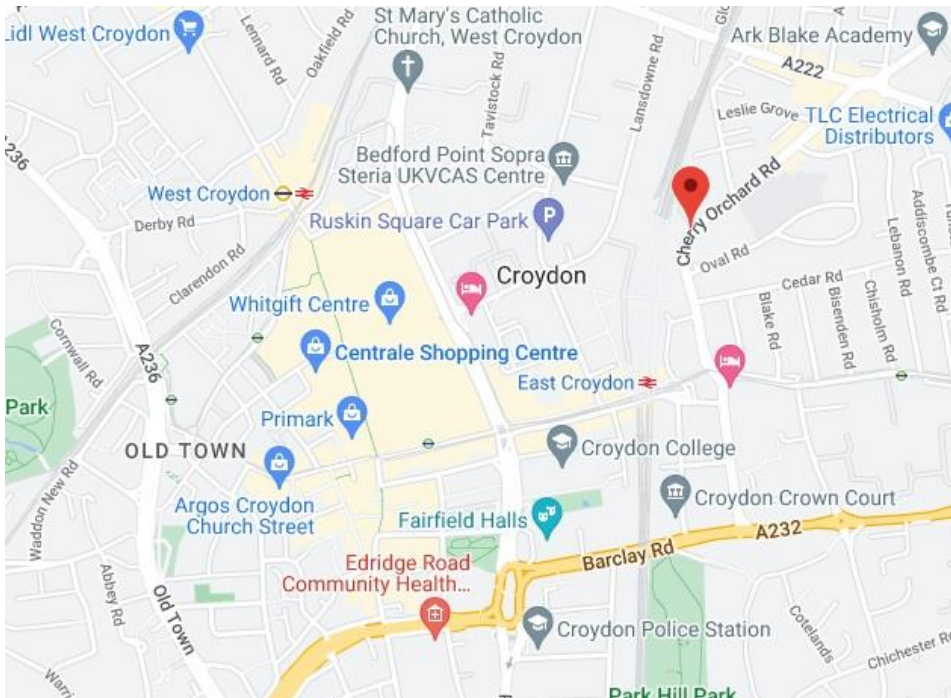 Lidl West Croydon
Lennard Rd
Oakfield Rd
St Mary's Catholic
Church, West Croydon
Tavistock Rd
Lansdowne Rd
Ark Blake Academy
A222
Leslie Grove
TLC Electrical
Distributors
A236
Bedford Point Sopra
Steria UKVCAS Centre
West Croydon
Derby Rd
Ruskin Square Car Park
P
Cherry Orchard Rd
Oval Rd
Addiscombe Ct Rd
Lebanon Rd
Clarendon Rd
Croydon
Whitgift Centre
Cedar Rd
Blake Rd
Bisenden Rd
Chisholm Rd
Cornwall Rd
A236
Centrale Shopping Centre
East Croydon
Park
Primark
OLD TOWN
Croydon College
Waddon New Rd
Argos Croydon
Church Street
Croydon Crown Court
Fairfield Halls
A232
Barclay Rd
Edridge Road
Community Health...
Abbey Rd
Old Town
Croydon Police Station
Cotelands
Chichester Rd
Park Hill Park